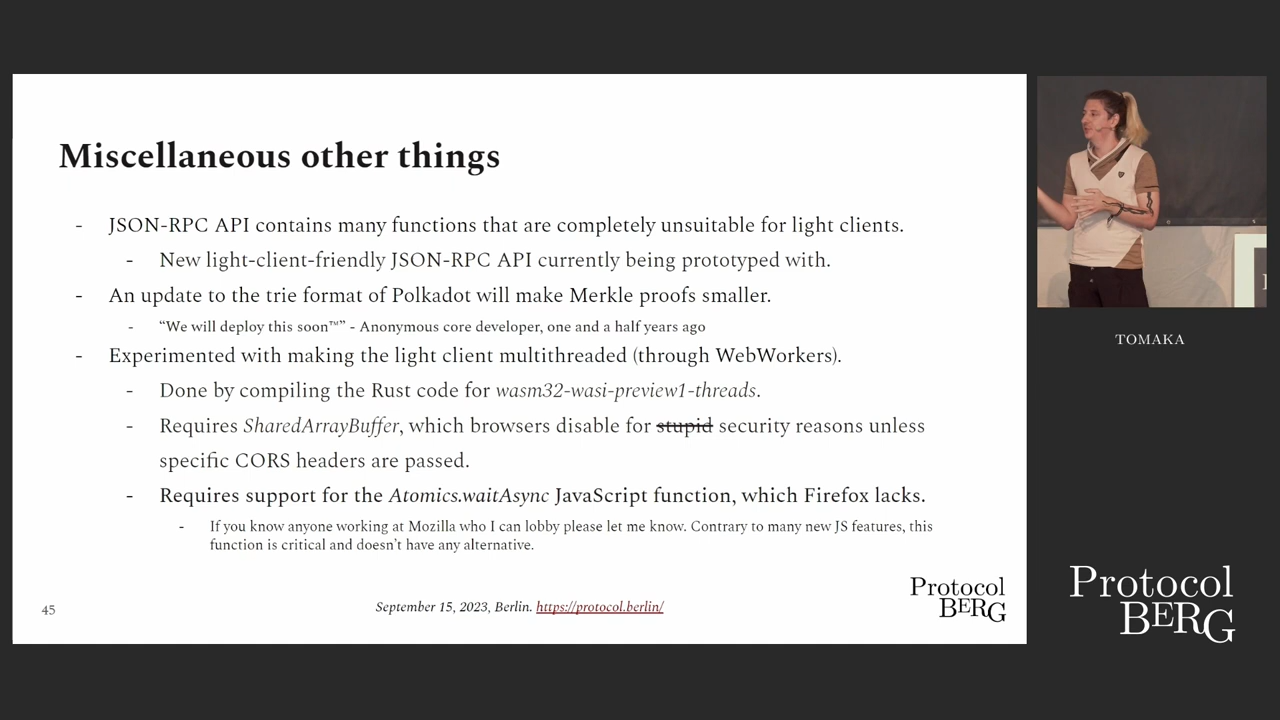 Miscellaneous other things
- JSON-RPC API contains many functions that are completely unsuitable for light clients.
- New light-client-friendly JSON-RPC API currently being prototyped with.
- An update to the trie format of Polkadot will make Merkle proofs smaller.
- “We will deploy this soon™” - Anonymous core developer, one and a half years ago
- Experimented with making the light client multithreaded (through WebWorkers).
- Done by compiling the Rust code for wasm32-wasi-preview1-threads.
- Requires SharedArrayBuffer, which browsers disable for stupid security reasons unless
specific CORS headers are passed.
- Requires support for the Atomics.waitAsync JavaScript function, which Firefox lacks.
- If you know anyone working at Mozilla who I can lobby please let me know. Contrary to many new JS features, this
function is critical and doesn’t have any alternative.
45
September 15, 2023, Berlin. https://protocol.berlin/
Protocol
BERG
TOMAKA
Protocol
BERG